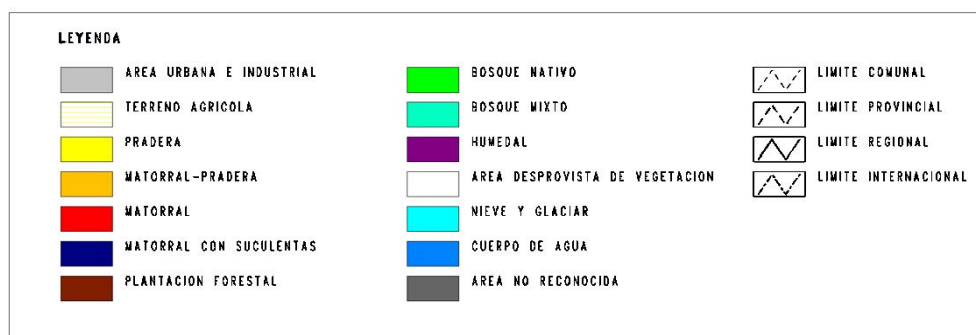 LEYENDA
AREA URBANA E INDUSTRIAL
TERRENO AGRICOLA
PRADERA
MATORRAL-PRADERA
MATORRAL
MATORRAL CON SUCULENTAS
PLANTACION FORESTAL
BOSQUE NATIVO
BOSQUE MIXTO
HUMEDAL
AREA DESPROVISTA DE VEGETACION
NIEVE Y GLACIAR
CUERPO DE AGUA
AREA NO RECONOCIDA
LIMITE COMUNAL
LIMITE PROVINCIAL
LIMITE REGIONAL
LIMITE INTERNACIONAL